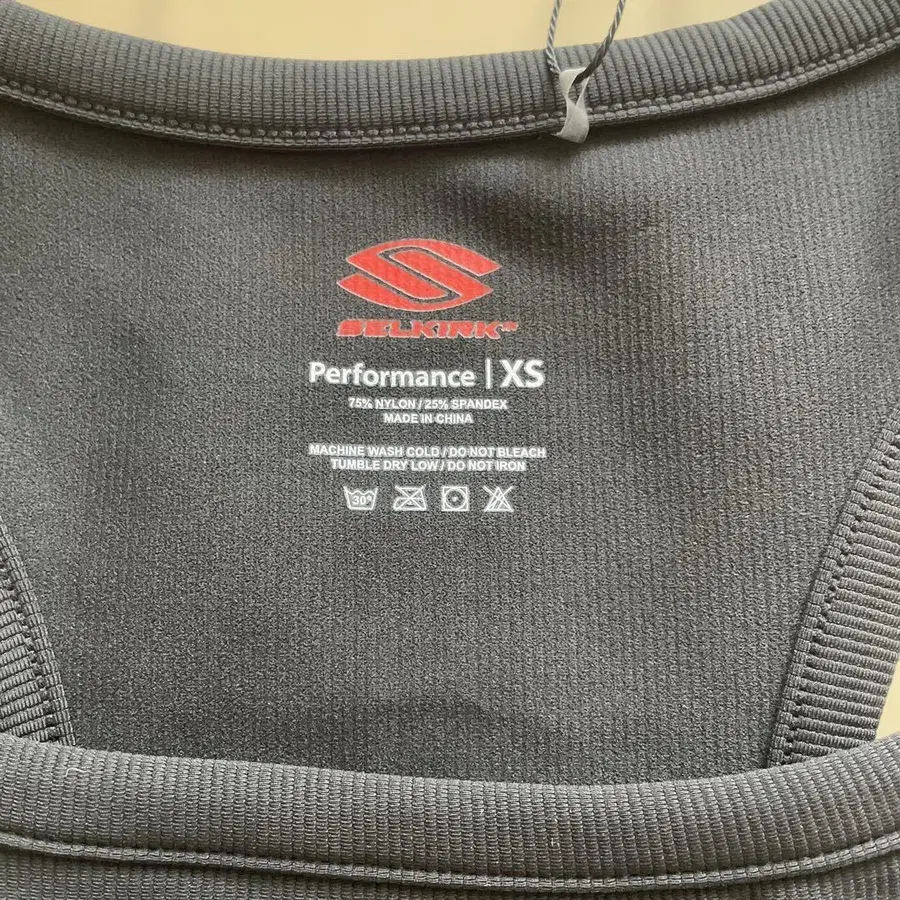 SELKIRK™
Performance | XS
75% NYLON / 25% SPANDEX
MADE IN CHINA
MACHINE WASH COLD / DO NOT BLEACH
TUMBLE DRY LOW / DO NOT IRON
30°